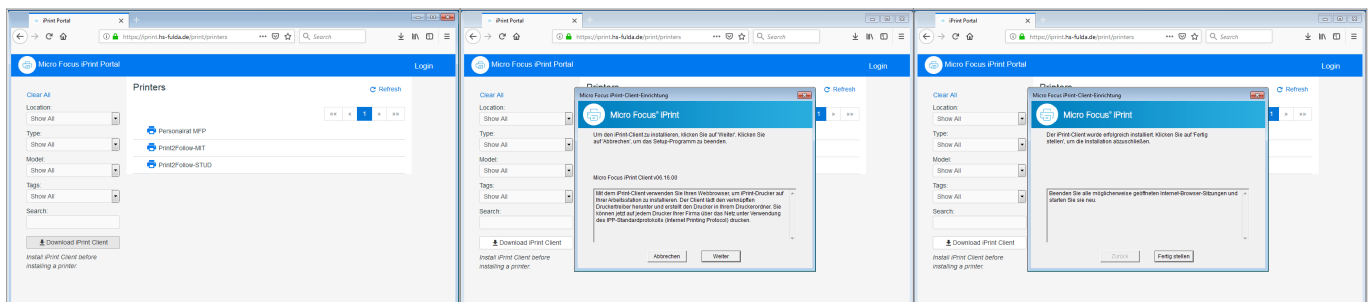 iPrint Portal
https://iprint.hs-fulda.de/print/printers
Search
Micro Focus iPrint Portal
Login
Clear All
Location:
Show All
Type:
Show All
Model:
Show All
Tags:
Show All
Search:
Download iPrint Client
Install iPrint Client before
installing a printer.
Printers
Refresh
«« « 1 » »»
Personalrat MFP
Print2Follow-MIT
Print2Follow-STUD
iPrint Portal
https://iprint.hs-fulda.de/print/printers
Search
Micro Focus iPrint Portal
Login
Clear All
Location:
Show All
Type:
Show All
Model:
Show All
Tags:
Show All
Search:
Download iPrint Client
Install iPrint Client before
installing a printer.
Printers
Refresh
1 » »»
Micro Focus iPrint-Client-Einrichtung
Micro Focus® iPrint
Um den iPrint-Client zu installieren, klicken Sie auf 'Weiter'. Klicken Sie
auf 'Abbrechen', um das Setup-Programm zu beenden.
Micro Focus iPrint Client v06.16.00
Mit dem iPrint-Client verwenden Sie Ihren Webbrowser, um iPrint-Drucker auf
Ihrer Arbeitsstation zu installieren. Der Client lädt den verknüpften
Druckertreiber herunter und erstellt den Drucker in Ihrem Druckerordner. Sie
können jetzt auf jedem Drucker Ihrer Firma über das Netz unter Verwendung
des IPP-Standardprotokolls (Internet Printing Protocol) drucken.
Abbrechen
Weiter
iPrint Portal
https://iprint.hs-fulda.de/print/printers
Search
Micro Focus iPrint Portal
Login
Clear All
Location:
Show All
Type:
Show All
Model:
Show All
Tags:
Show All
Search:
Download iPrint Client
Install iPrint Client before
installing a printer.
Printers
Refresh
1 » »»
Micro Focus iPrint-Client-Einrichtung
Micro Focus® iPrint
Der iPrint-Client wurde erfolgreich installiert. Klicken Sie auf 'Fertig
stellen', um die Installation abzuschließen.
Beenden Sie alle möglicherweise geöffneten Internet-Browser-Sitzungen und
starten Sie sie neu.
Zurück
Fertig stellen